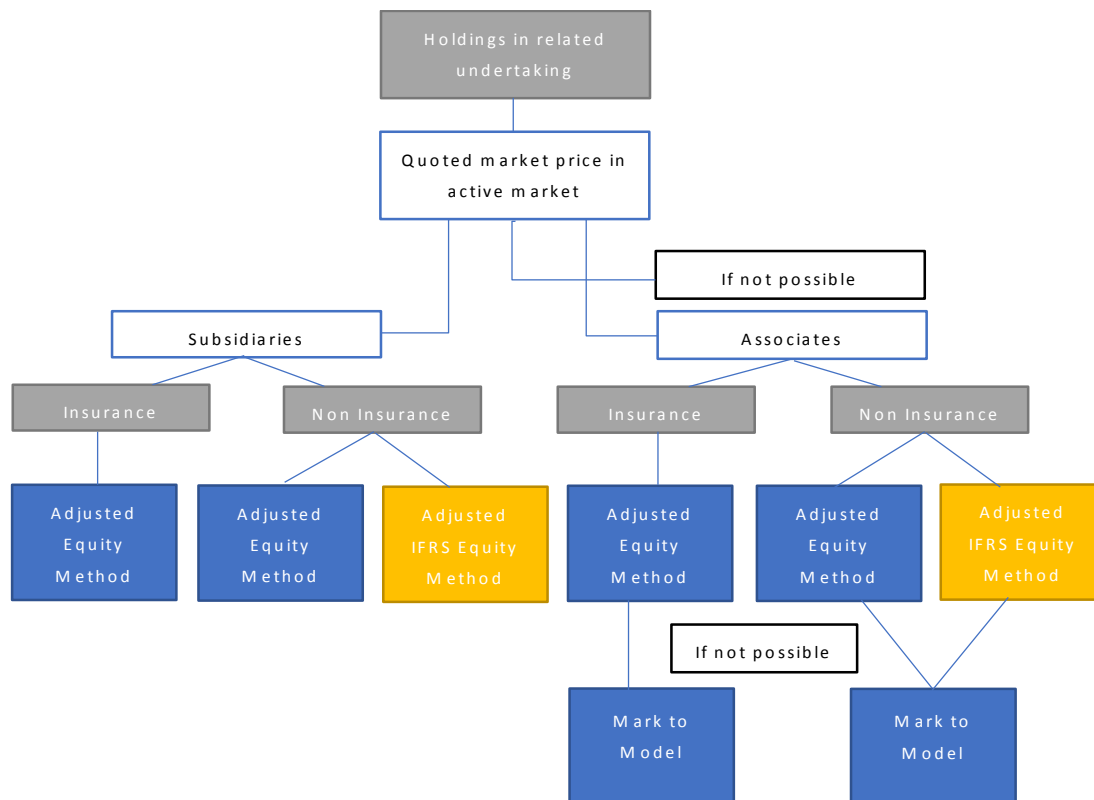 Holdings in related
undertaking
Quoted market price in
active market
If not possible
Subsidiaries
Associates
Insurance
Non Insurance
Insurance
Non Insurance
Adjusted
Equity
Method
Adjusted
Equity
Method
Adjusted
IFRS Equity
Method
Adjusted
Equity
Method
Adjusted
Equity
Method
Adjusted
IFRS Equity
Method
If not possible
Mark to
Model
Mark to
Model